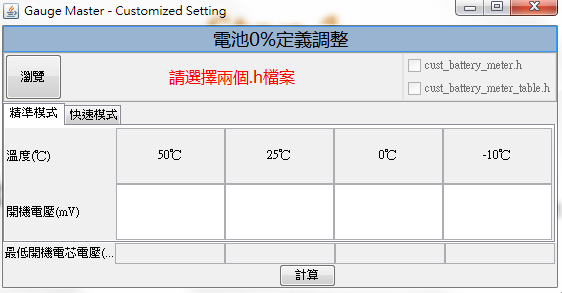 Gauge Master - Customized Setting
電池0%定義調整
瀏覽
請選擇兩個.h檔案
cust_battery_meter.h
cust_battery_meter_table.h
精準模式 快速模式
溫度(℃) 50℃ 25℃ 0℃ -10℃
開機電壓(mV)
最低開機電芯電壓(...
計算